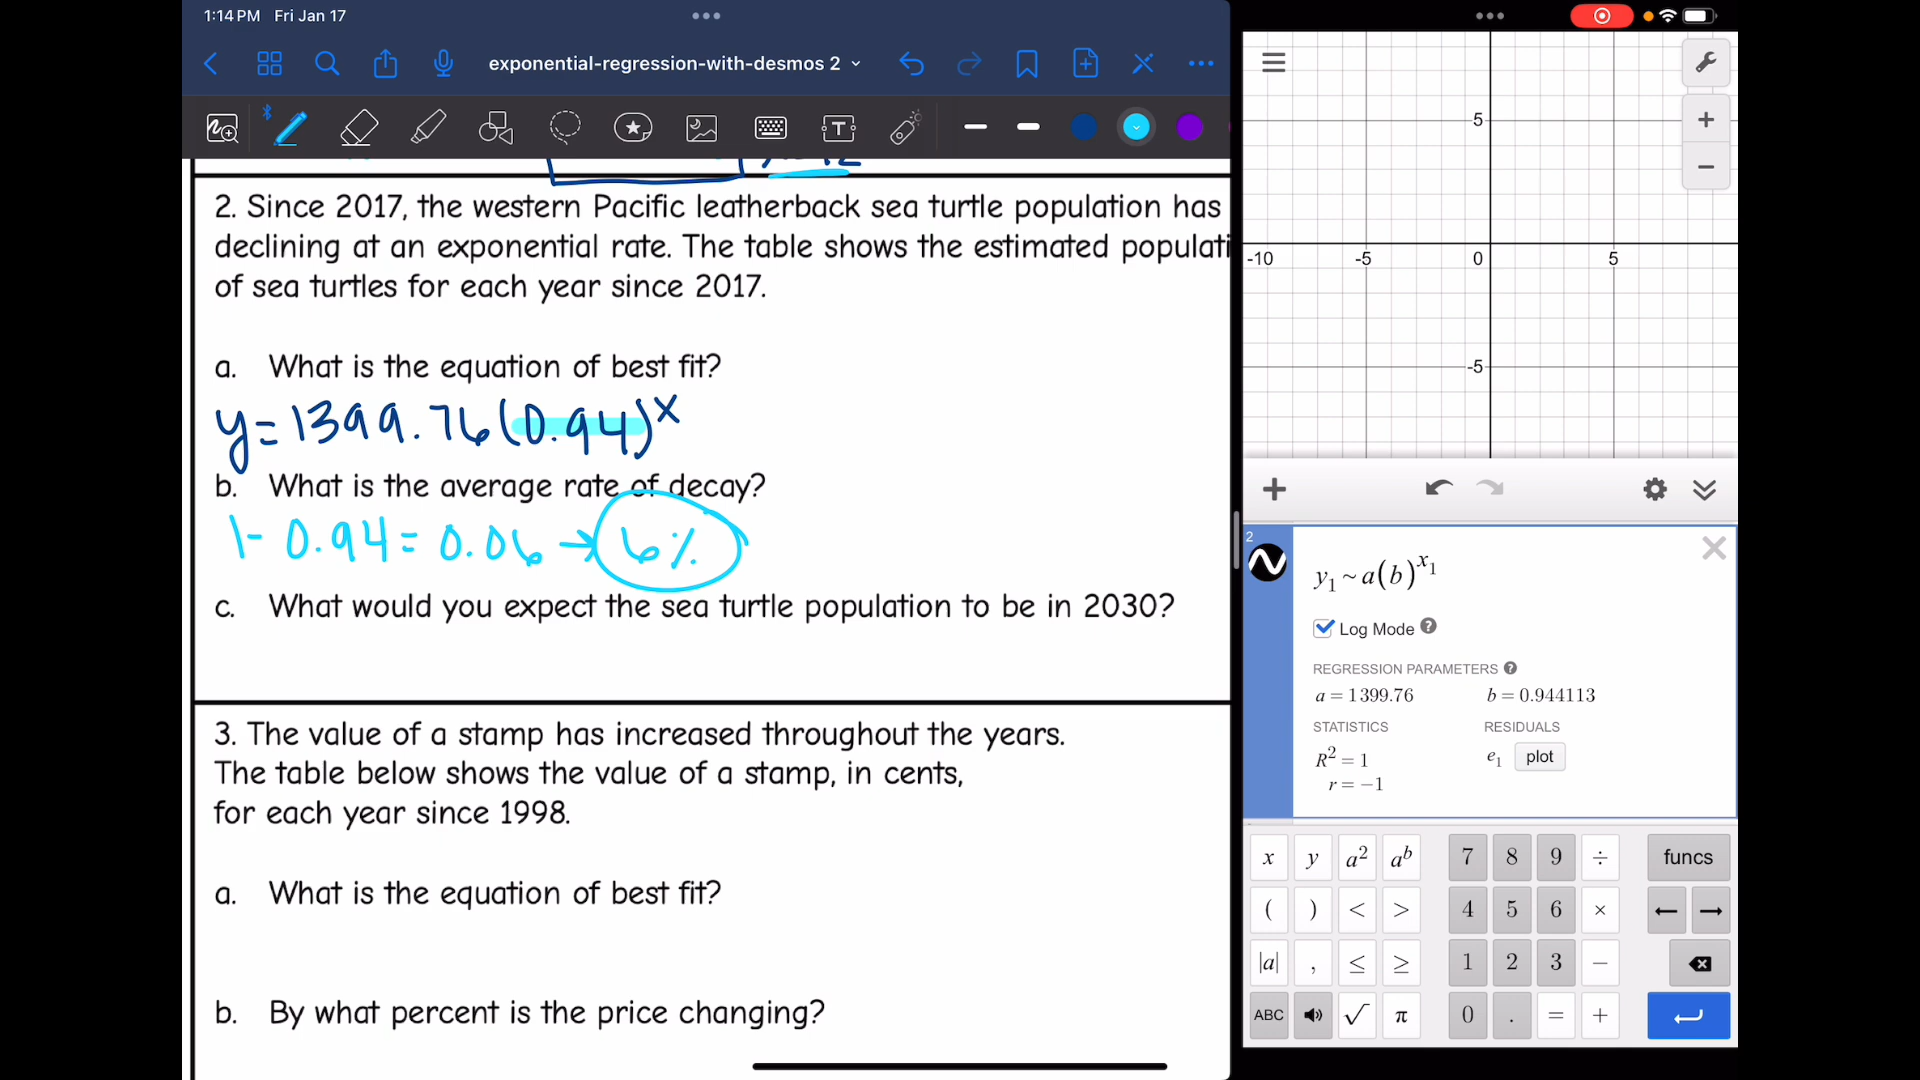 1:14 PM Fri Jan 17
exponential-regression-with-desmos 2
2. Since 2017, the western Pacific leatherback sea turtle population has
declining at an exponential rate. The table shows the estimated populati
of sea turtles for each year since 2017.
a. What is the equation of best fit?
y = 1399.76(0.94)^x
b. What is the average rate of decay?
1 - 0.94 = 0.06 → 6%
c. What would you expect the sea turtle population to be in 2030?
3. The value of a stamp has increased throughout the years.
The table below shows the value of a stamp, in cents,
for each year since 1998.
a. What is the equation of best fit?
b. By what percent is the price changing?
5
-10 -5 0 5
-5
2
y₁ ~ a(b)^x₁
Log Mode ?
REGRESSION PARAMETERS ?
a = 1399.76 b = 0.944113
STATISTICS RESIDUALS
R² = 1 e₁ plot
r = −1
x y a² a^b 7 8 9 ÷ funcs
( ) < > 4 5 6 × ← →
|a| , ≤ ≥ 1 2 3 −
ABC √ π 0 . = +